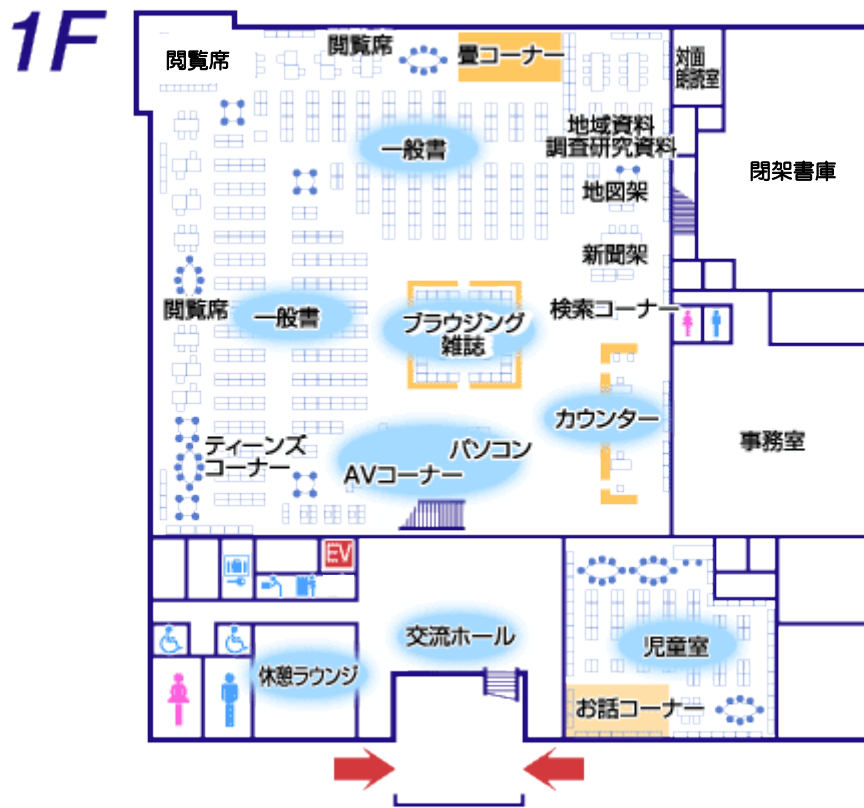 1F
閲覧席
閲覧席
畳コーナー
対面
朗読室
一般書
地域資料
調査研究資料
閉架書庫
地図架
新聞架
閲覧席
一般書
ブラウジング
雑誌
検索コーナー
カウンター
事務室
ティーンズ
コーナー
パソコン
AVコーナー
EV
交流ホール
児童室
休憩ラウンジ
お話コーナー